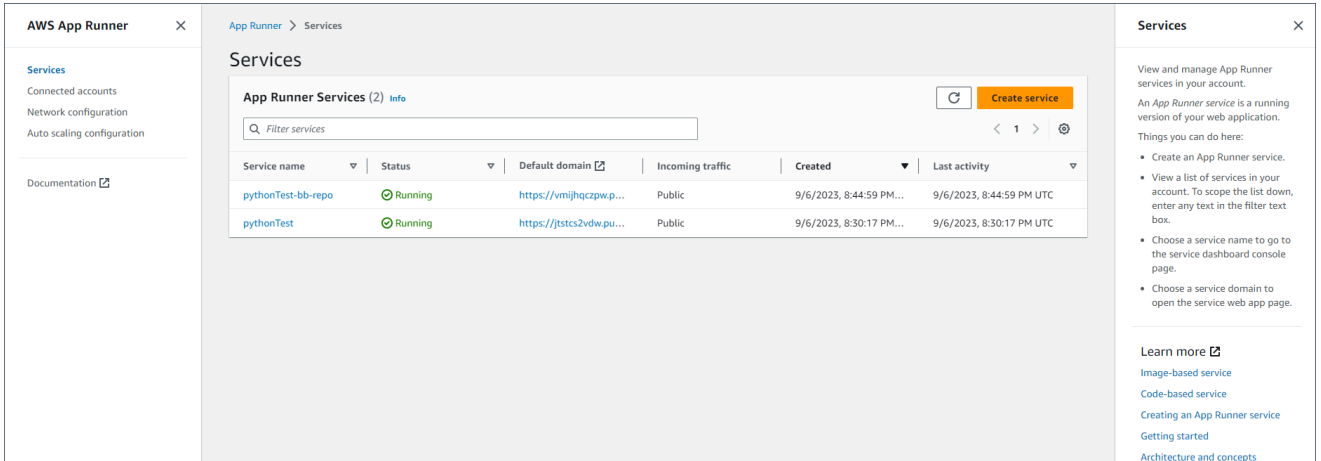 AWS App Runner
Services
Connected accounts
Network configuration
Auto scaling configuration
Documentation
App Runner > Services
Services
App Runner Services (2) Info
Create service
Filter services
1
Service name Status Default domain Incoming traffic Created Last activity
pythonTest-bb-repo Running https://vmijhqczpw.p... Public 9/6/2023, 8:44:59 PM... 9/6/2023, 8:44:59 PM UTC
pythonTest Running https://jtstcs2vdw.pu... Public 9/6/2023, 8:30:17 PM... 9/6/2023, 8:30:17 PM UTC
Services
View and manage App Runner
services in your account.
An App Runner service is a running
version of your web application.
Things you can do here:
• Create an App Runner service.
• View a list of services in your
account. To scope the list down,
enter any text in the filter text
box.
• Choose a service name to go to
the service dashboard console
page.
• Choose a service domain to
open the service web app page.
Learn more
Image-based service
Code-based service
Creating an App Runner service
Getting started
Architecture and concepts